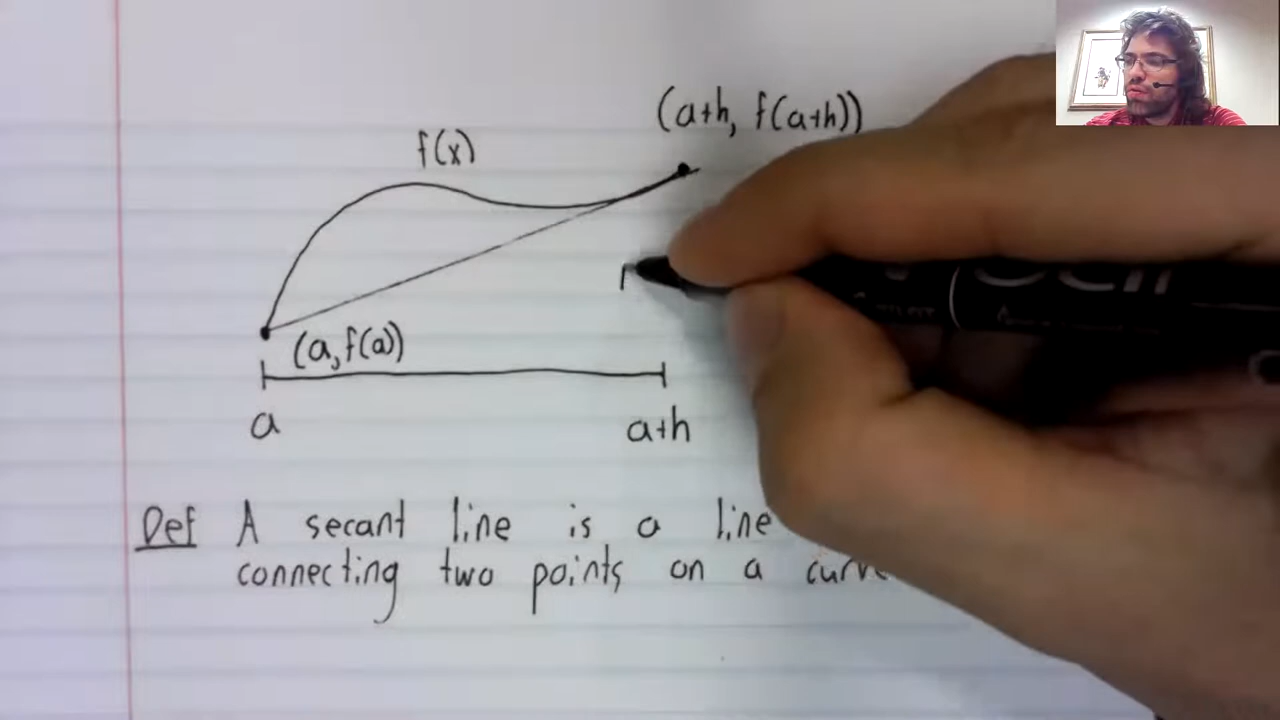 (a+h, f(a+h))
f(x)
(a, f(a))
a a+h
Def A secant line is a line
connecting two points on a